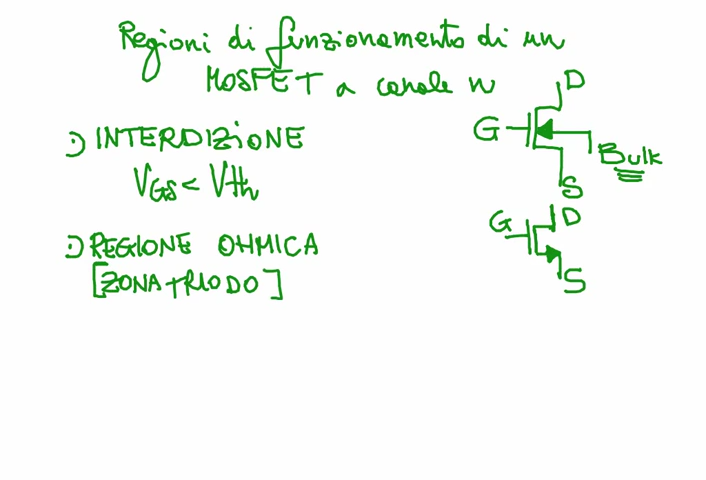 Regioni di funzionamento di un
MOSFET a canale n
:) INTERDIZIONE
VGS < Vth
:) REGIONE OHMICA
[ZONA TRIODO]
D
G
Bulk
S
G
D
S